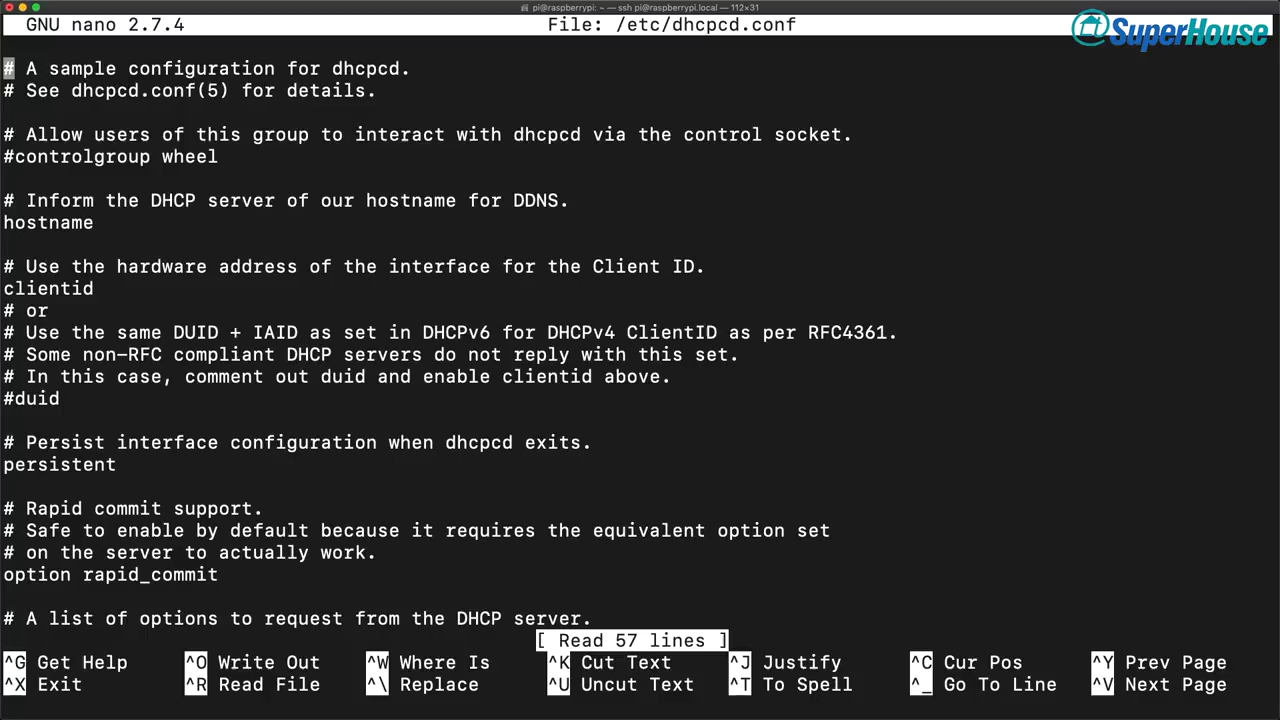 pi@raspberrypi: ~ — ssh pi@raspberrypi.local — 112×31
GNU nano 2.7.4 File: /etc/dhcpcd.conf
SuperHouse
# A sample configuration for dhcpcd.
# See dhcpcd.conf(5) for details.
# Allow users of this group to interact with dhcpcd via the control socket.
#controlgroup wheel
# Inform the DHCP server of our hostname for DDNS.
hostname
# Use the hardware address of the interface for the Client ID.
clientid
# or
# Use the same DUID + IAID as set in DHCPv6 for DHCPv4 ClientID as per RFC4361.
# Some non-RFC compliant DHCP servers do not reply with this set.
# In this case, comment out duid and enable clientid above.
#duid
# Persist interface configuration when dhcpcd exits.
persistent
# Rapid commit support.
# Safe to enable by default because it requires the equivalent option set
# on the server to actually work.
option rapid_commit
# A list of options to request from the DHCP server.
[ Read 57 lines ]
^G Get Help ^O Write Out ^W Where Is ^K Cut Text ^J Justify ^C Cur Pos ^Y Prev Page
^X Exit ^R Read File ^\ Replace ^U Uncut Text ^T To Spell ^_ Go To Line ^V Next Page